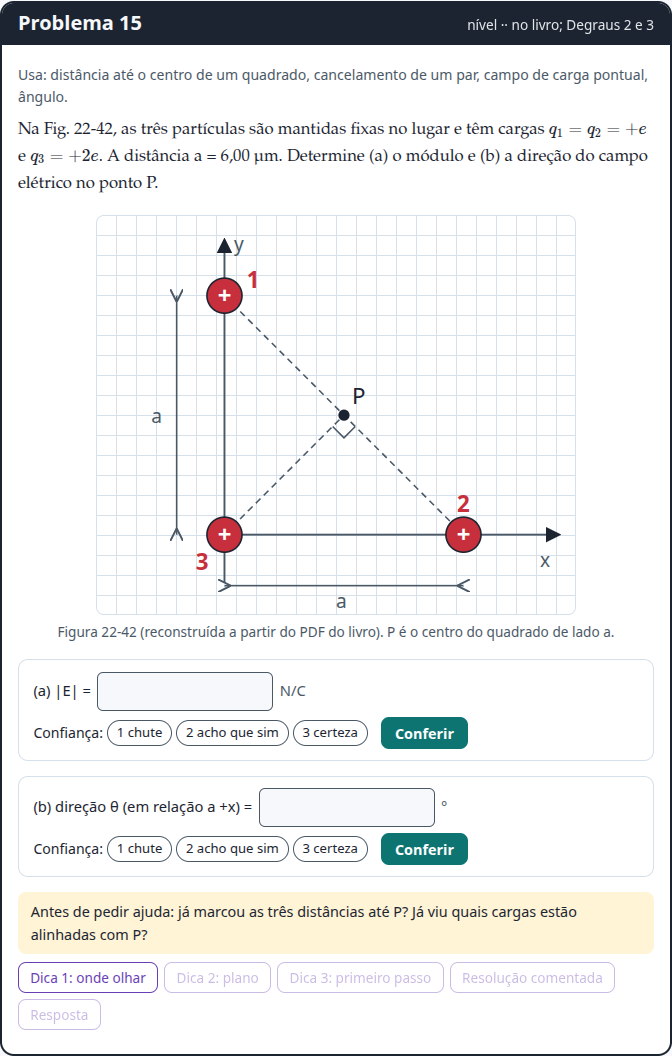 Problema 15
nível ·· no livro; Degraus 2 e 3
Usa: distância até o centro de um quadrado, cancelamento de um par, campo de carga pontual,
ângulo.
Na Fig. 22-42, as três partículas são mantidas fixas no lugar e têm cargas q₁ = q₂ = +e
e q₃ = +2e. A distância a = 6,00 μm. Determine (a) o módulo e (b) a direção do campo
elétrico no ponto P.
y
1
+
P
a
2
+
+
3
x
a
Figura 22-42 (reconstruída a partir do PDF do livro). P é o centro do quadrado de lado a.
(a) |E| =
N/C
Confiança: 1 chute 2 acho que sim 3 certeza Conferir
(b) direção θ (em relação a +x) =
°
Confiança: 1 chute 2 acho que sim 3 certeza Conferir
Antes de pedir ajuda: já marcou as três distâncias até P? Já viu quais cargas estão
alinhadas com P?
Dica 1: onde olhar Dica 2: plano Dica 3: primeiro passo Resolução comentada
Resposta